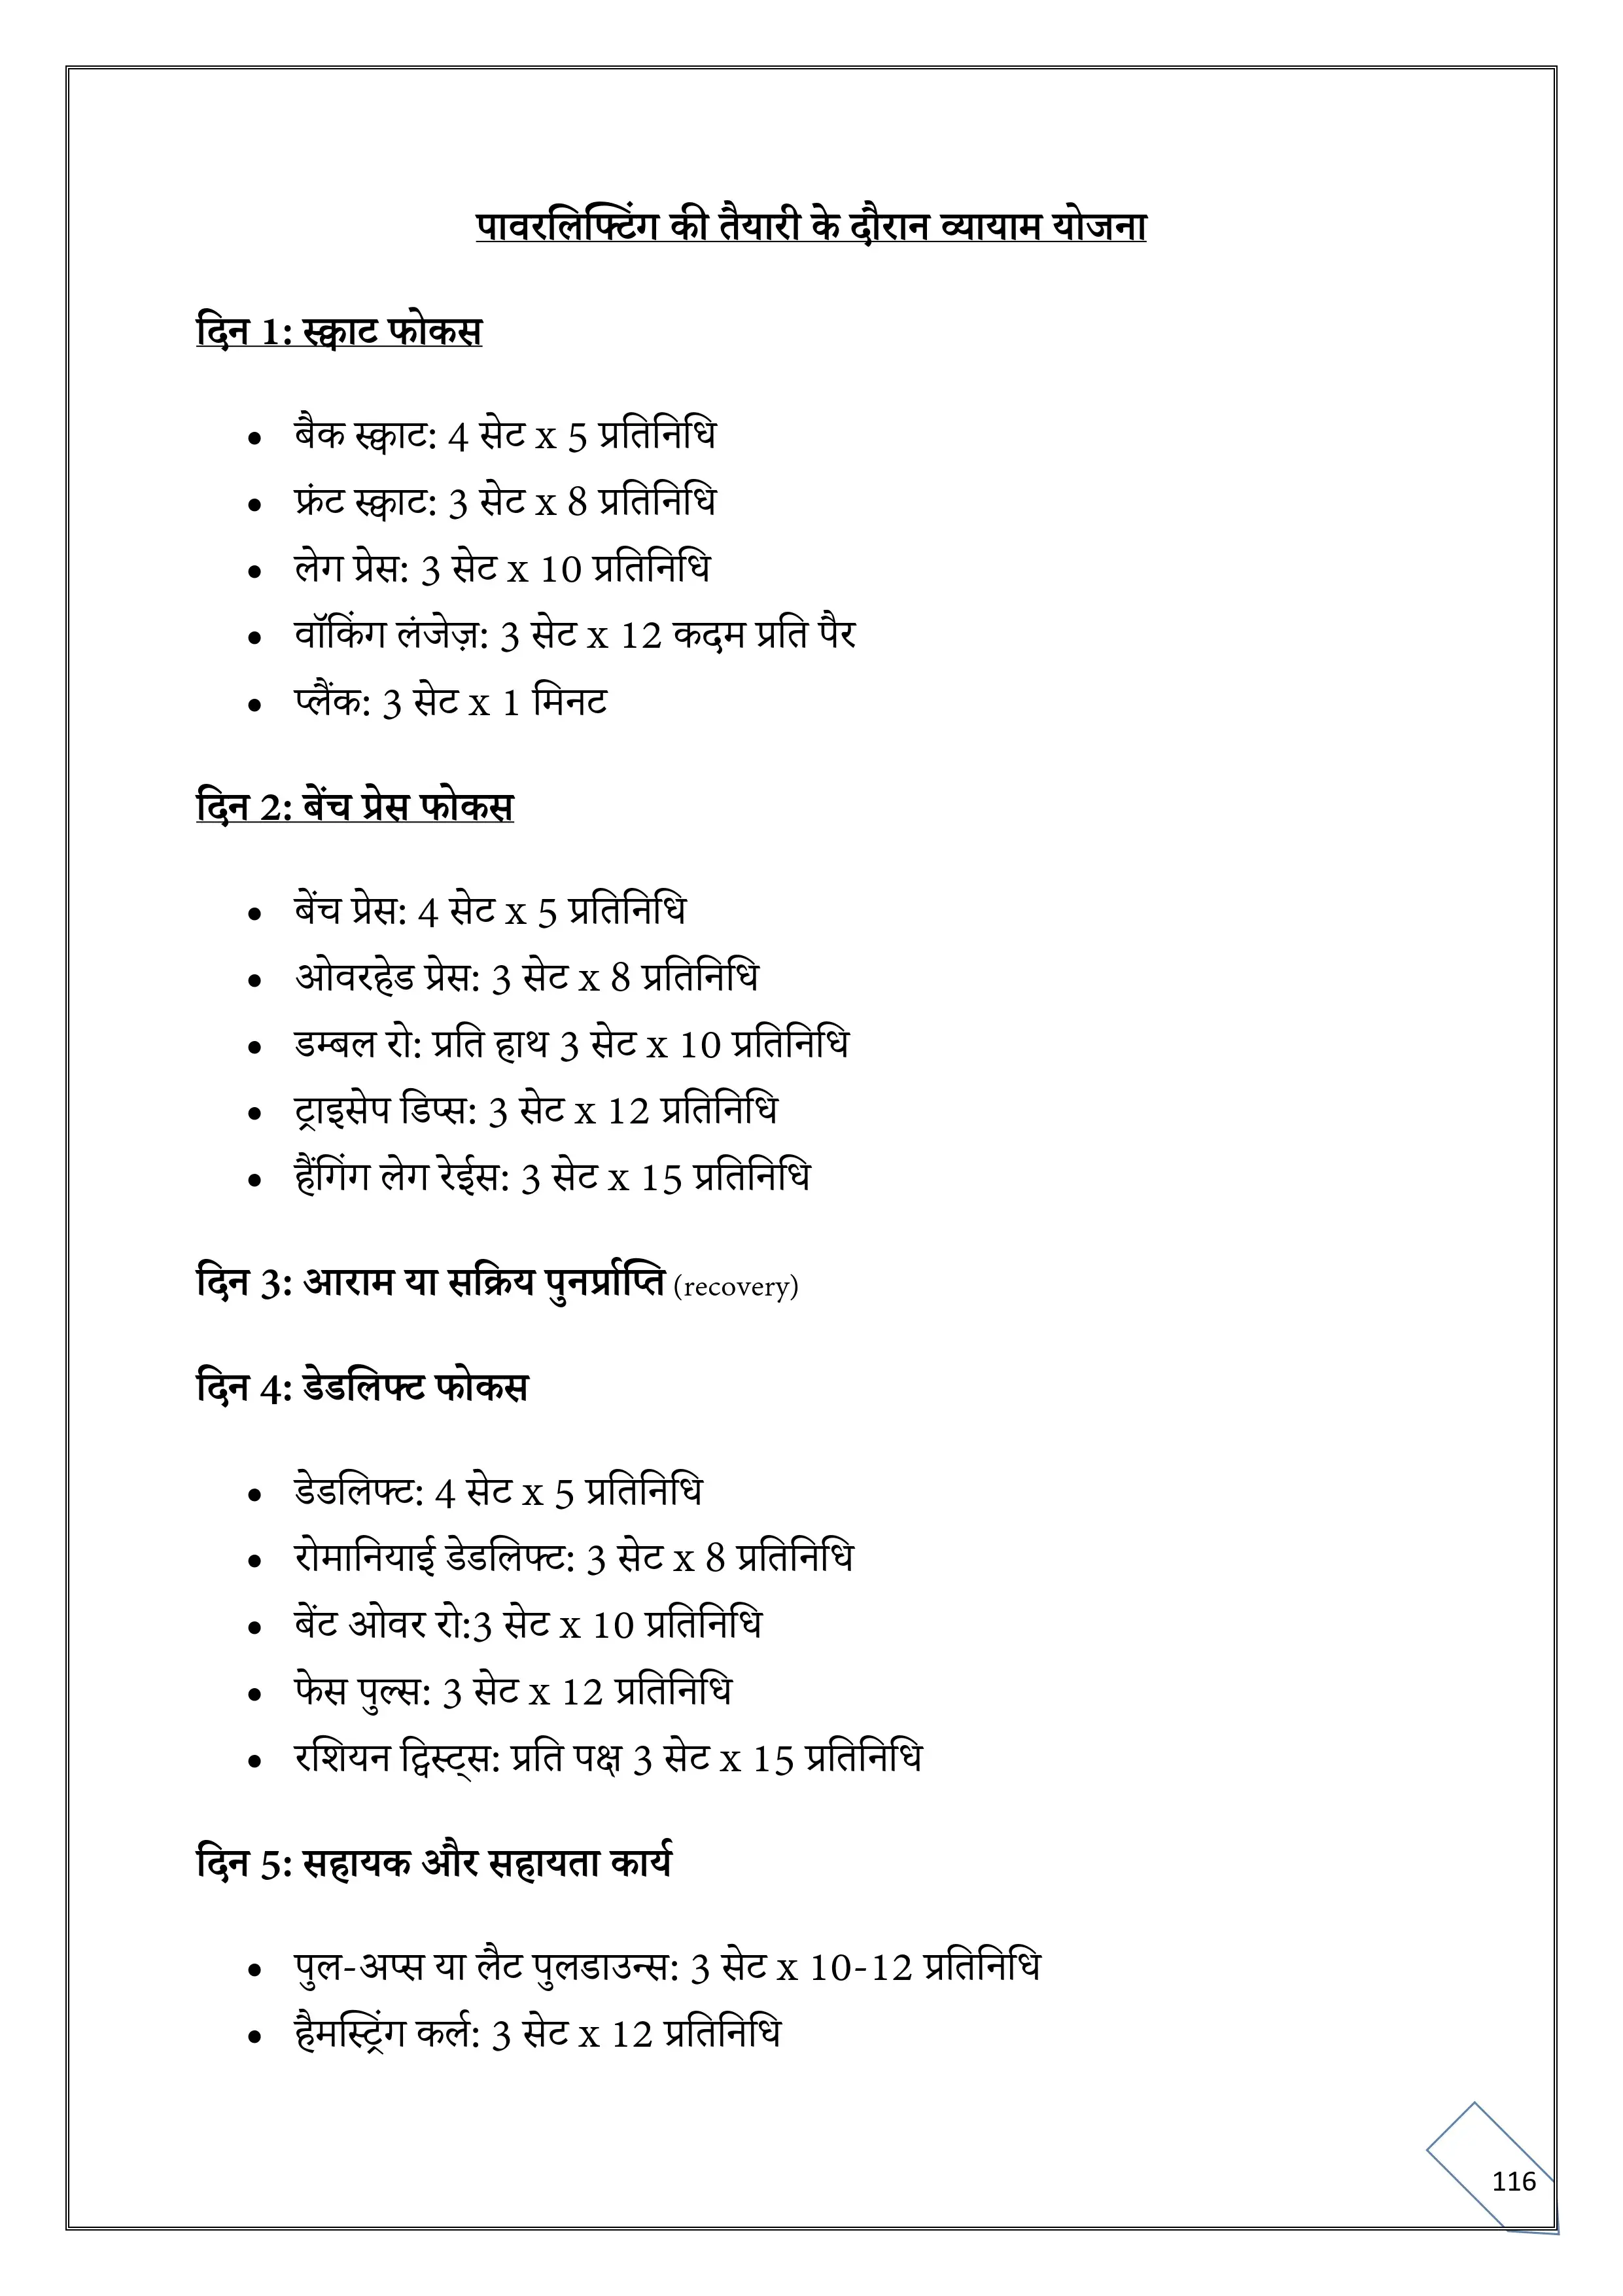 पावरलिफ्टिंग की तैयारी के दौरान व्यायाम योजना
दिन 1: स्क्वाट फोकस
• बैक स्क्वाट: 4 सेट x 5 प्रतिनिधि
• फ्रंट स्क्वाट: 3 सेट x 8 प्रतिनिधि
• लेग प्रेस: 3 सेट x 10 प्रतिनिधि
• वॉकिंग लंजेज़: 3 सेट x 12 कदम प्रति पैर
• प्लैंक: 3 सेट x 1 मिनट
दिन 2: बेंच प्रेस फोकस
• बेंच प्रेस: 4 सेट x 5 प्रतिनिधि
• ओवरहेड प्रेस: 3 सेट x 8 प्रतिनिधि
• डम्बल रो: प्रति हाथ 3 सेट x 10 प्रतिनिधि
• ट्राइसेप डिप्स: 3 सेट x 12 प्रतिनिधि
• हैंगिंग लेग रेईस: 3 सेट x 15 प्रतिनिधि
दिन 3: आराम या सक्रिय पुनर्प्राप्ति (recovery)
दिन 4: डेडलिफ्ट फोकस
• डेडलिफ्ट: 4 सेट x 5 प्रतिनिधि
• रोमानियाई डेडलिफ्ट: 3 सेट x 8 प्रतिनिधि
• बेंट ओवर रो:3 सेट x 10 प्रतिनिधि
• फेस पुल्स: 3 सेट x 12 प्रतिनिधि
• रशियन ट्विस्ट्स: प्रति पक्ष 3 सेट x 15 प्रतिनिधि
दिन 5: सहायक और सहायता कार्य
• पुल-अप्स या लैट पुलडाउन्स: 3 सेट x 10-12 प्रतिनिधि
• हैमस्ट्रिंग कर्ल: 3 सेट x 12 प्रतिनिधि
116